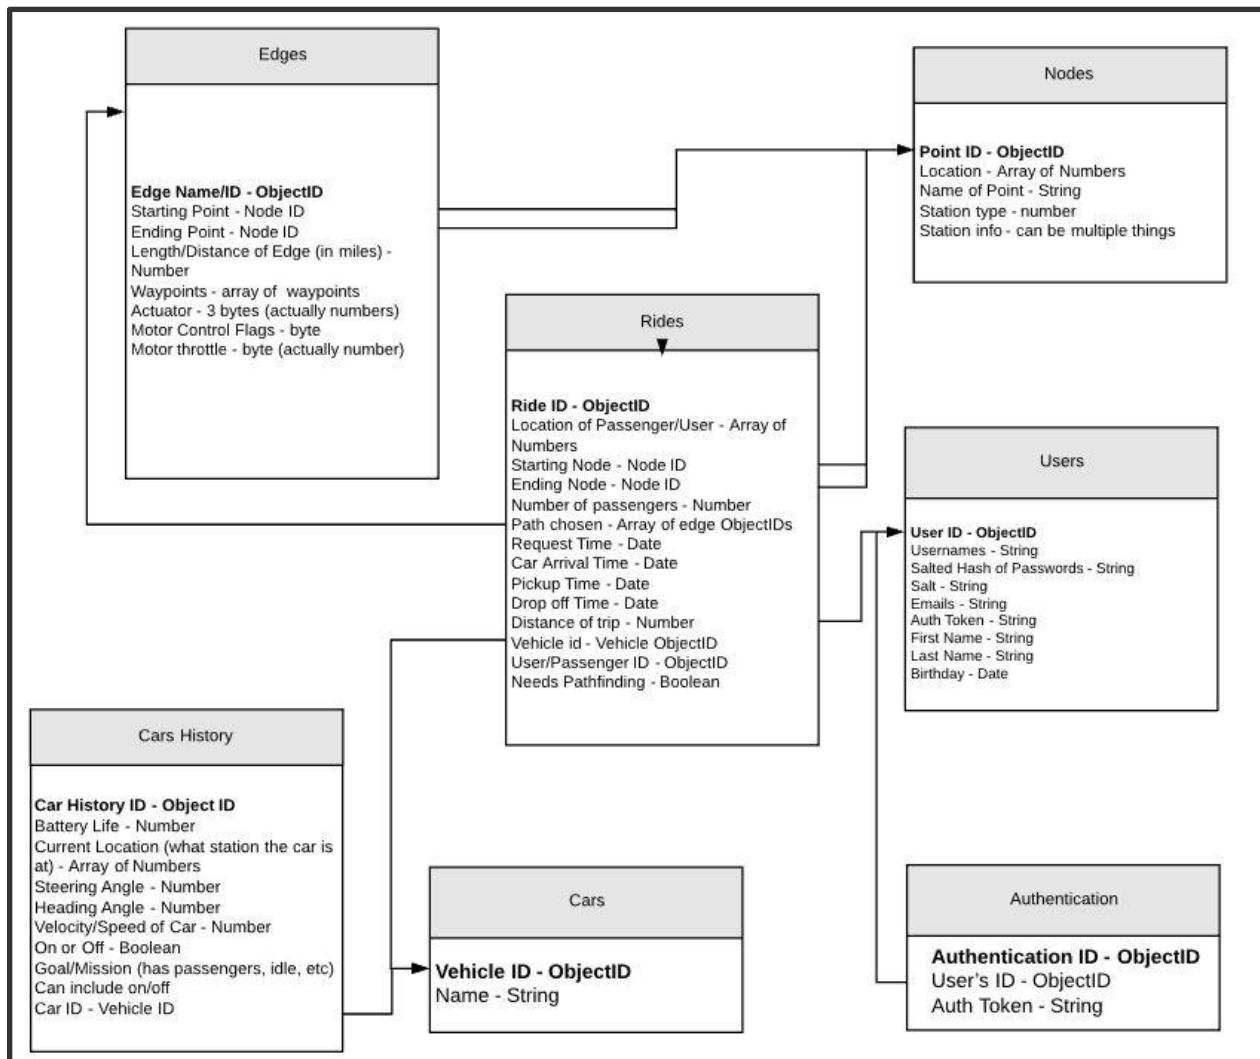 Edges
Edge Name/ID - ObjectID
Starting Point - Node ID
Ending Point - Node ID
Length/Distance of Edge (in miles) -
Number
Waypoints - array of waypoints
Actuator - 3 bytes (actually numbers)
Motor Control Flags - byte
Motor throttle - byte (actually number)
Nodes
Point ID - ObjectID
Location - Array of Numbers
Name of Point - String
Station type - number
Station info - can be multiple things
Rides
Ride ID - ObjectID
Location of Passenger/User - Array of
Numbers
Starting Node - Node ID
Ending Node - Node ID
Number of passengers - Number
Path chosen - Array of edge ObjectIDs
Request Time - Date
Car Arrival Time - Date
Pickup Time - Date
Drop off Time - Date
Distance of trip - Number
Vehicle id - Vehicle ObjectID
User/Passenger ID - ObjectID
Needs Pathfinding - Boolean
Users
User ID - ObjectID
Usernames - String
Salted Hash of Passwords - String
Salt - String
Emails - String
Auth Token - String
First Name - String
Last Name - String
Birthday - Date
Cars History
Car History ID - Object ID
Battery Life - Number
Current Location (what station the car is
at) - Array of Numbers
Steering Angle - Number
Heading Angle - Number
Velocity/Speed of Car - Number
On or Off - Boolean
Goal/Mission (has passengers, idle, etc)
Can include on/off
Car ID - Vehicle ID
Cars
Vehicle ID - ObjectID
Name - String
Authentication
Authentication ID - ObjectID
User's ID - ObjectID
Auth Token - String